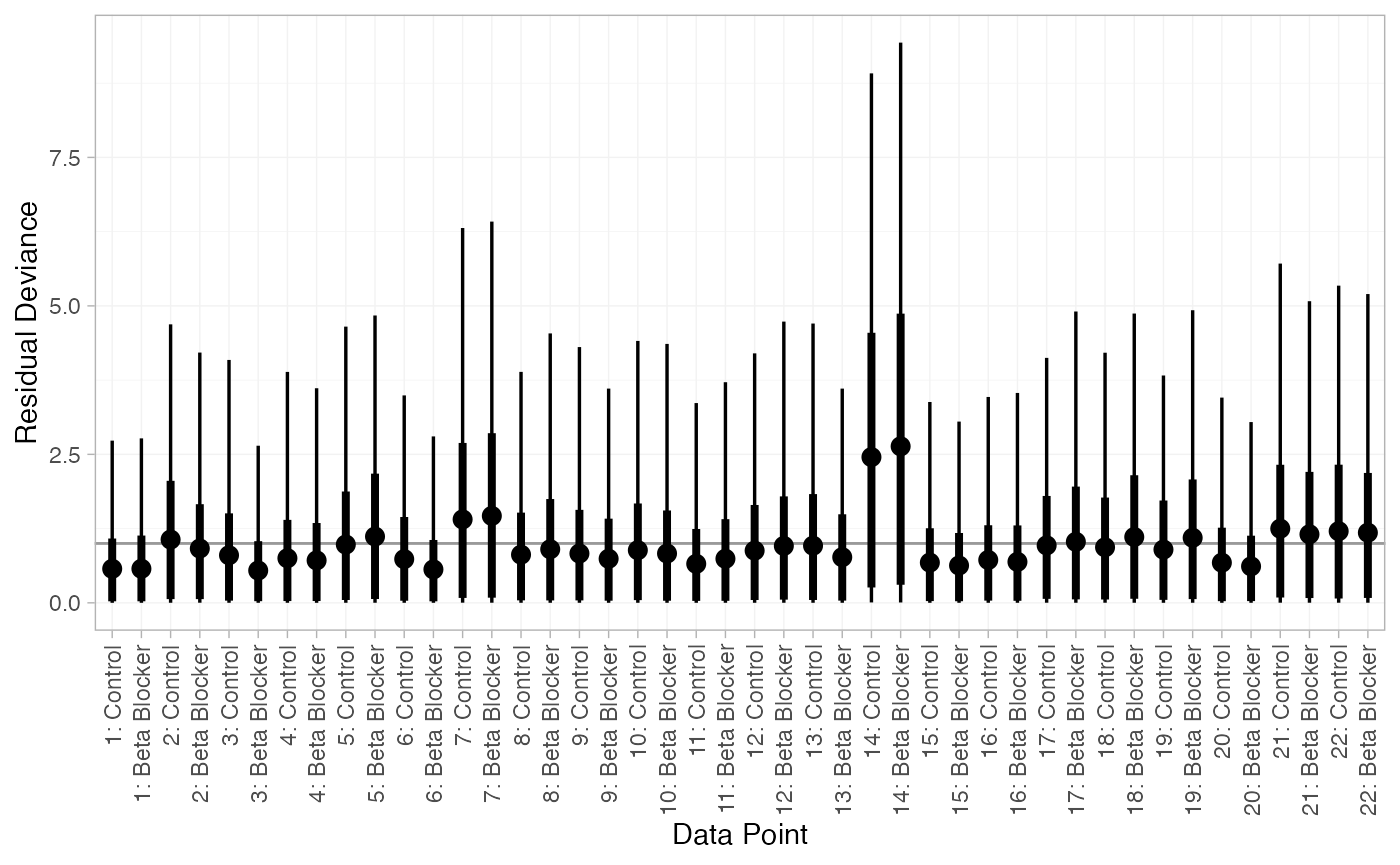 Residual Deviance
7.5
5.0
2.5
0.0
1: Control
1: Beta Blocker
2: Control
2: Beta Blocker
3: Control
3: Beta Blocker
4: Control
4: Beta Blocker
5: Control
5: Beta Blocker
6: Control
6: Beta Blocker
7: Control
7: Beta Blocker
8: Control
8: Beta Blocker
9: Control
9: Beta Blocker
10: Control
10: Beta Blocker
11: Control
11: Beta Blocker
12: Control
12: Beta Blocker
13: Control
13: Beta Blocker
14: Control
14: Beta Blocker
15: Control
15: Beta Blocker
16: Control
16: Beta Blocker
17: Control
17: Beta Blocker
18: Control
18: Beta Blocker
19: Control
19: Beta Blocker
20: Control
20: Beta Blocker
21: Control
21: Beta Blocker
22: Control
22: Beta Blocker
Data Point